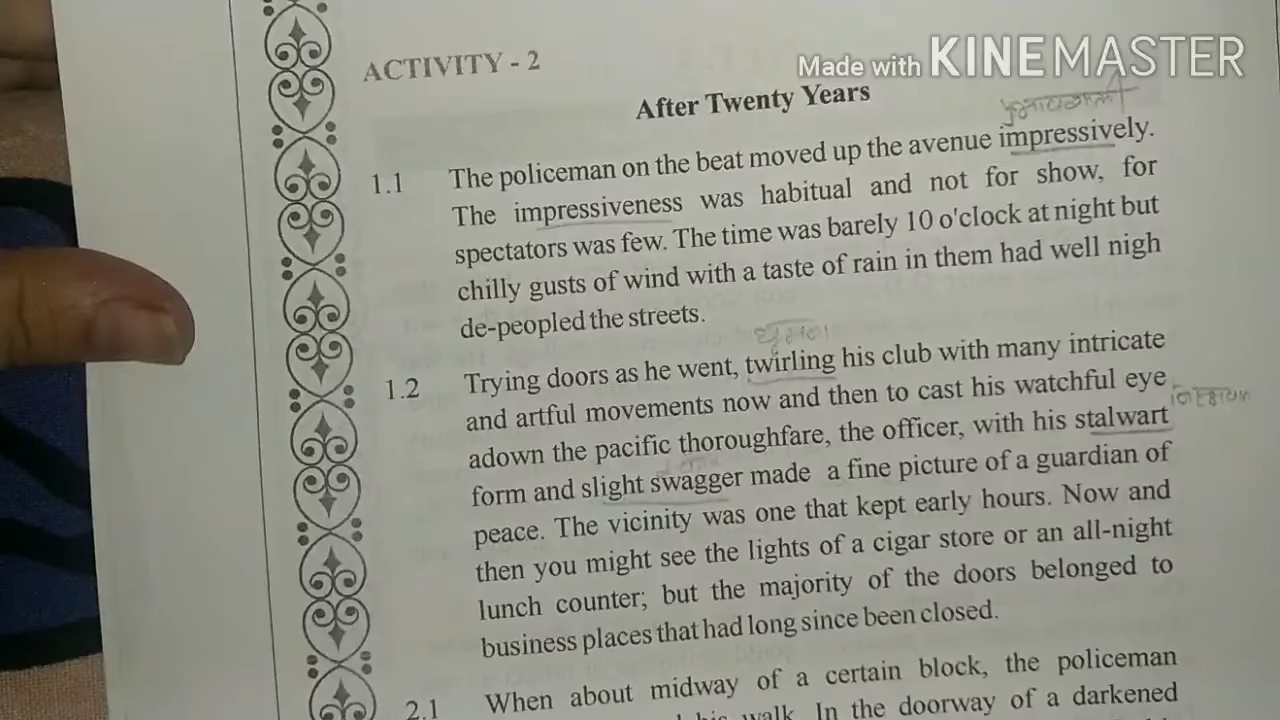 Made with KINEMASTER
ACTIVITY - 2
After Twenty Years
1.1 The policeman on the beat moved up the avenue impressively.
The impressiveness was habitual and not for show, for
spectators was few. The time was barely 10 o'clock at night but
chilly gusts of wind with a taste of rain in them had well nigh
de-peopled the streets.
1.2 Trying doors as he went, twirling his club with many intricate
and artful movements now and then to cast his watchful eye
adown the pacific thoroughfare, the officer, with his stalwart
form and slight swagger made a fine picture of a guardian of
peace. The vicinity was one that kept early hours. Now and
then you might see the lights of a cigar store or an all-night
lunch counter; but the majority of the doors belonged to
business places that had long since been closed.
2.1 When about midway of a certain block, the policeman
his walk. In the doorway of a darkened